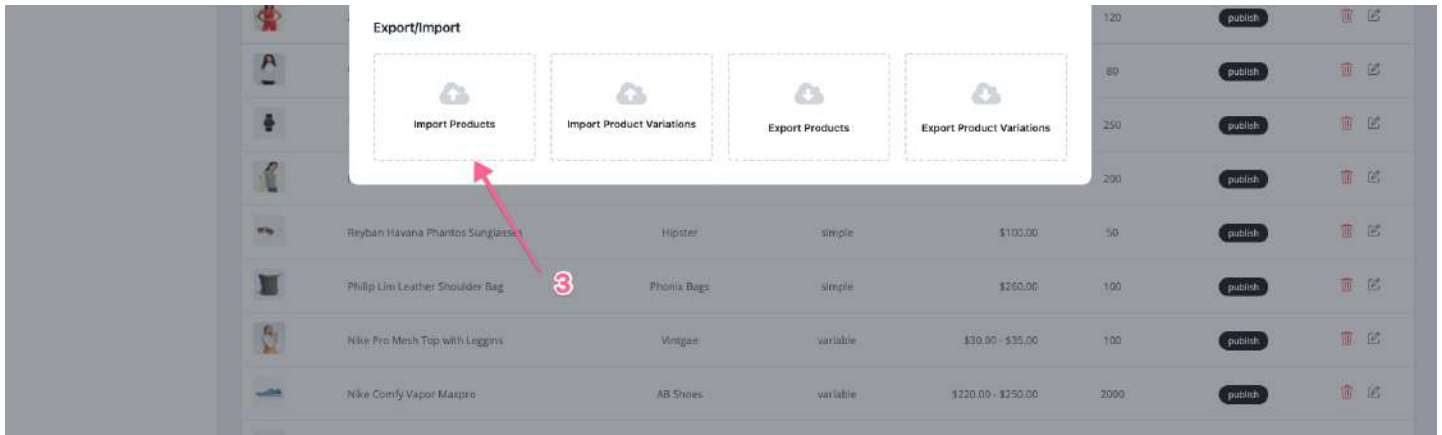 120 publish
Export/Import
80 publish
Import Products Import Product Variations Export Products Export Product Variations
250 publish
200 publish
Reyban Havana Phantos Sunglasses Hipster simple $100.00 50 publish
3
Philip Lim Leather Shoulder Bag Phonia Bags simple $260.00 100 publish
Nike Pro Mesh Top with Leggins Vintgae variable $30.00 - $35.00 100 publish
Nike Comfy Vapor Maxpro AB Shoes variable $220.00 - $250.00 2000 publish